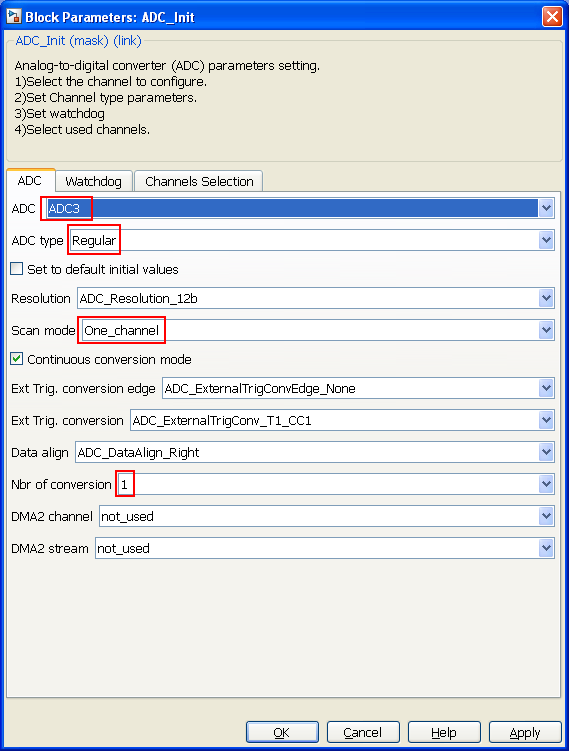 Block Parameters: ADC_Init
ADC_Init (mask) (link)
Analog-to-digital converter (ADC) parameters setting.
1)Select the channel to configure.
2)Set Channel type parameters.
3)Set watchdog
4)Select used channels.
ADC Watchdog Channels Selection
ADC ADC3
ADC type Regular
Set to default initial values
Resolution ADC_Resolution_12b
Scan mode One_channel
Continuous conversion mode
Ext Trig. conversion edge ADC_ExternalTrigConvEdge_None
Ext Trig. conversion ADC_ExternalTrigConv_T1_CC1
Data align ADC_DataAlign_Right
Nbr of conversion 1
DMA2 channel not_used
DMA2 stream not_used
OK Cancel Help Apply